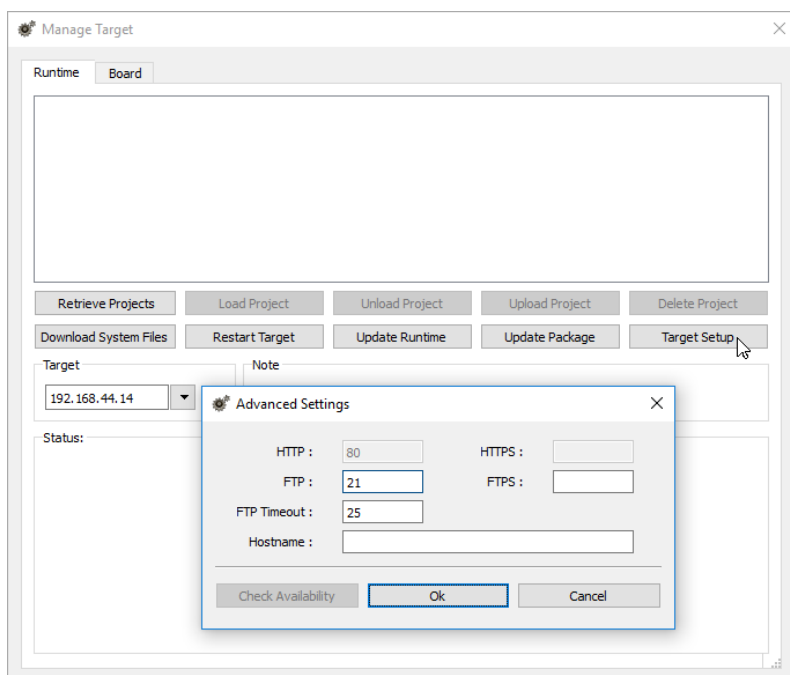 Manage Target
Runtime Board
Retrieve Projects Load Project Unload Project Upload Project Delete Project
Download System Files Restart Target Update Runtime Update Package Target Setup
Target Note
192.168.44.14
Advanced Settings
Status:
HTTP : 80 HTTPS :
FTP : 21 FTPS :
FTP Timeout : 25
Hostname :
Check Availability Ok Cancel